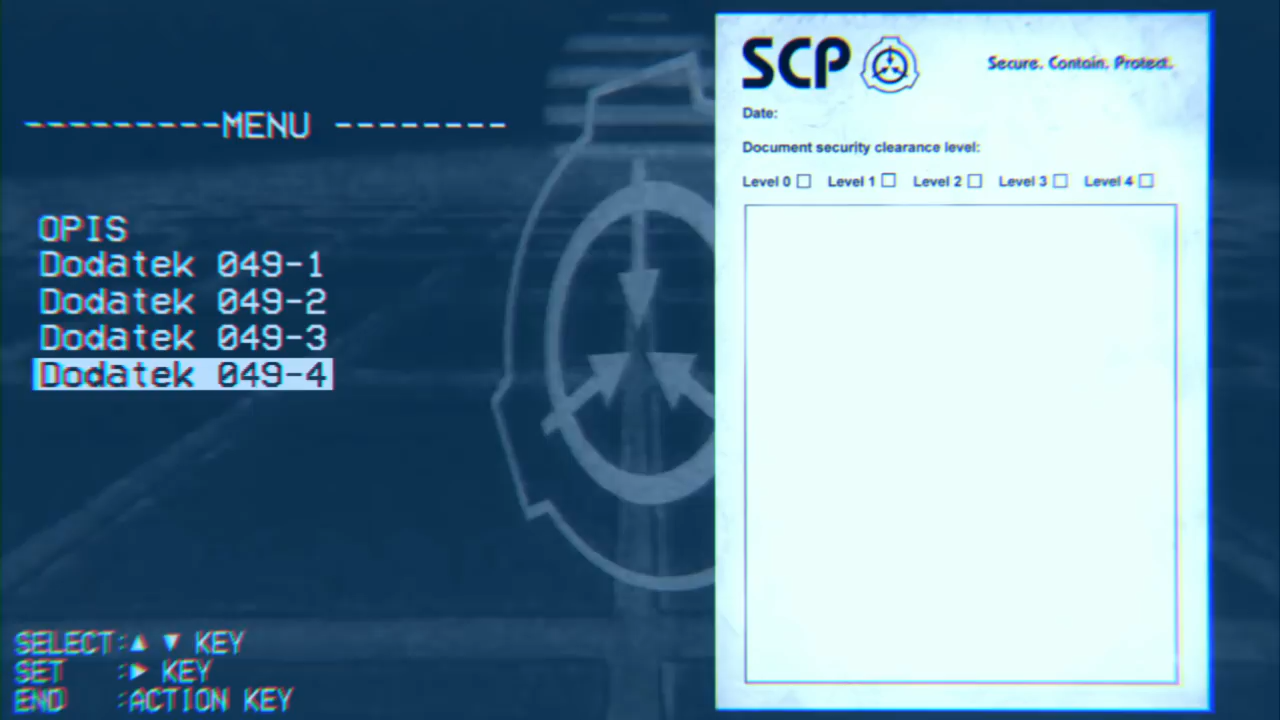 ---------MENU --------
OPIS
Dodatek 049-1
Dodatek 049-2
Dodatek 049-3
Dodatek 049-4
SELECT:▲ ▼ KEY
SET :► KEY
END :ACTION KEY
SCP
Secure. Contain. Protect.
Date:
Document security clearance level:
Level 0 ☐ Level 1 ☐ Level 2 ☐ Level 3 ☐ Level 4 ☐